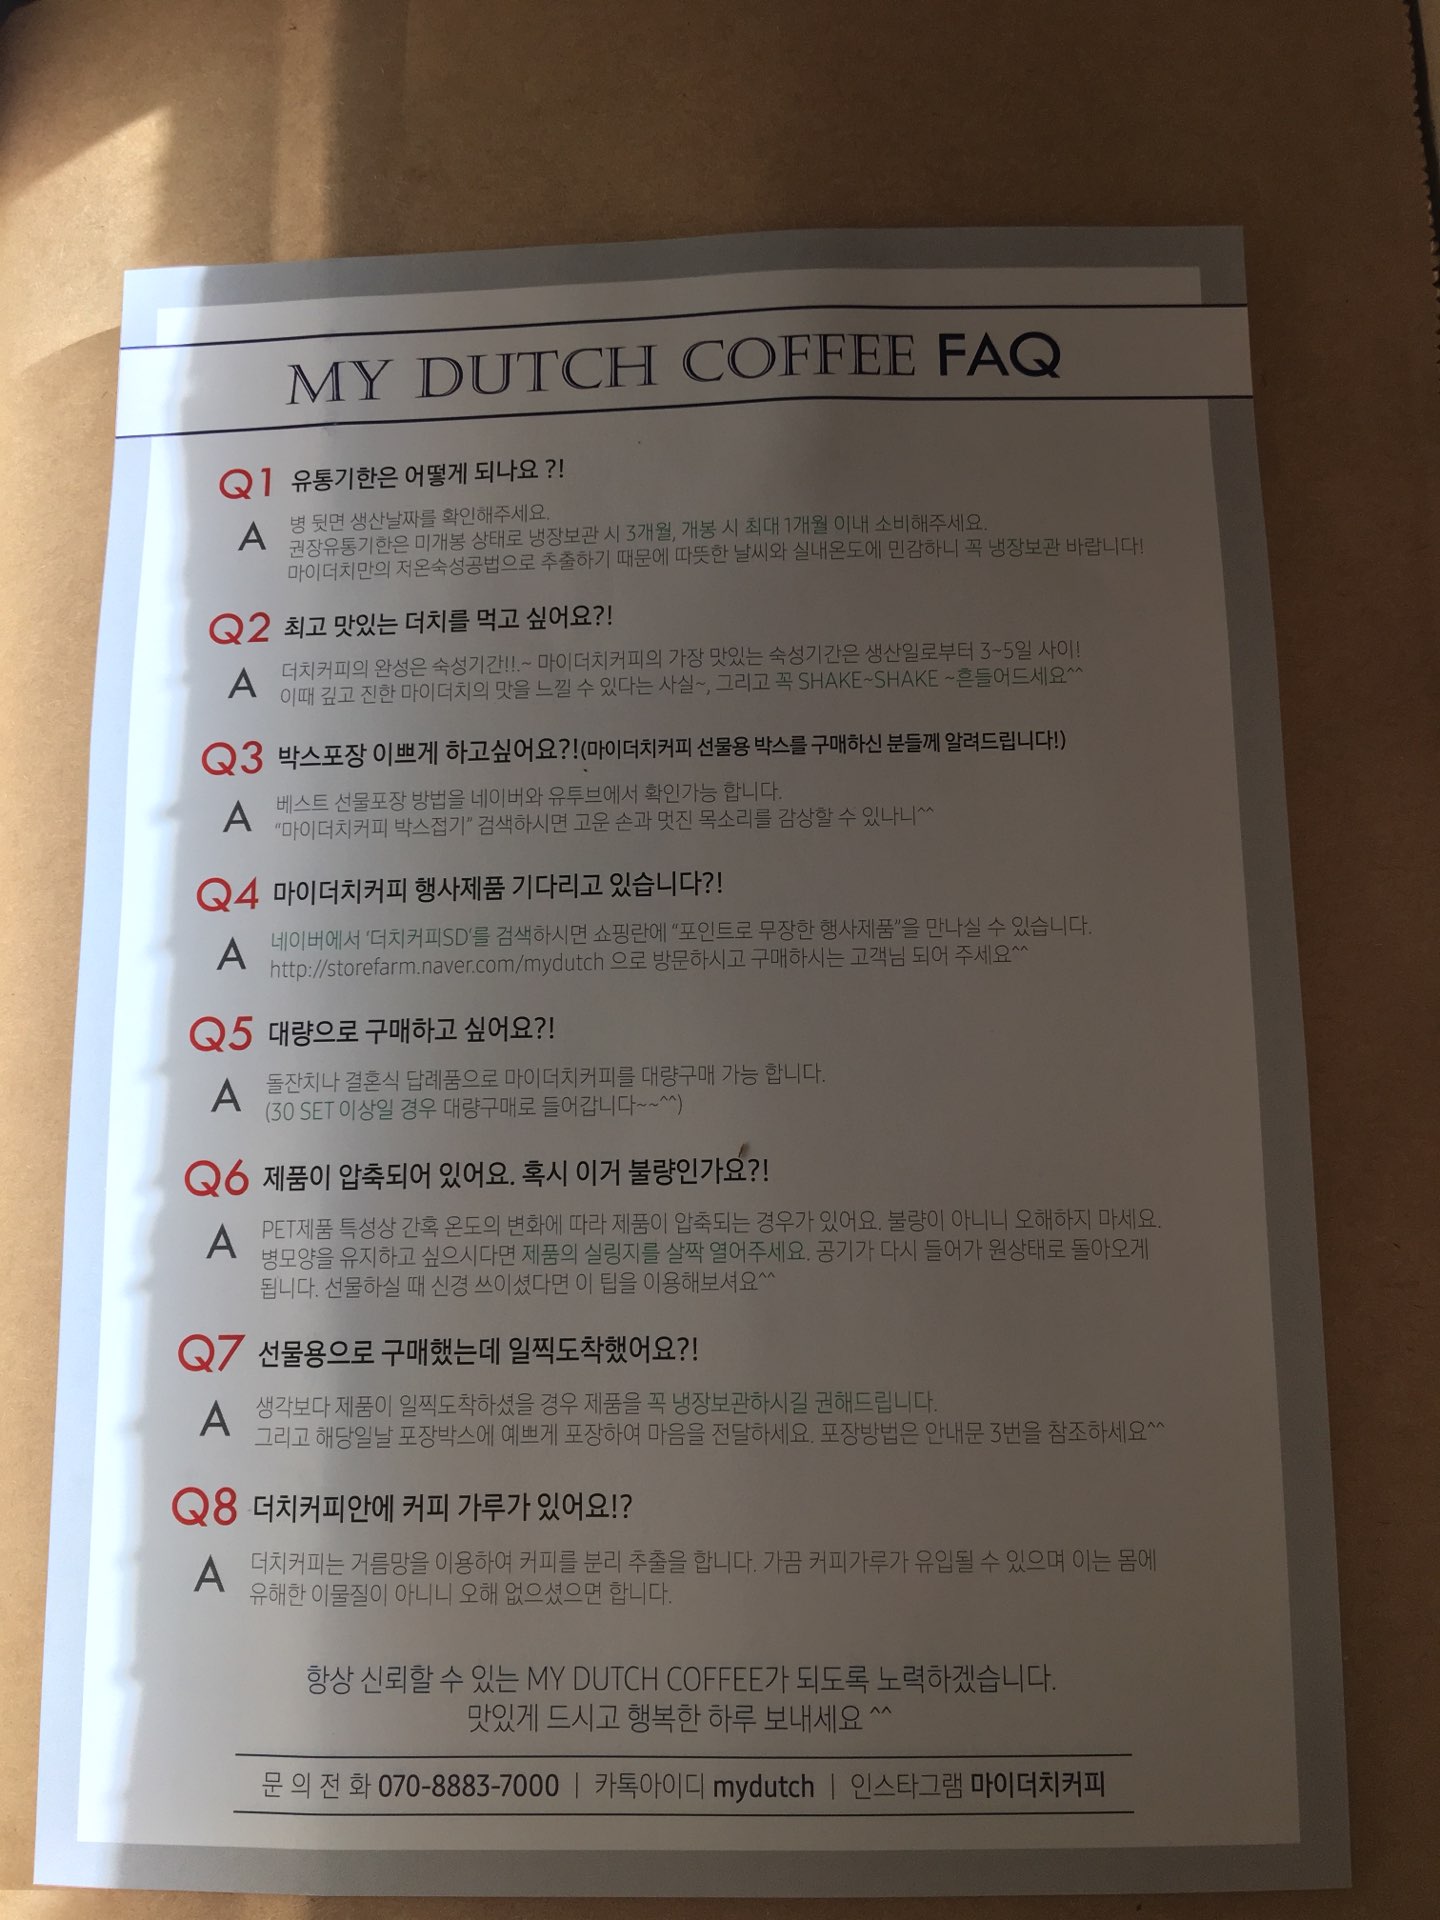 MY DUTCH COFFEE FAQ
Q1 유통기한은 어떻게 되나요 ?!
A 병 뒷면 생산날짜를 확인해주세요.
권장유통기한은 미개봉 상태로 냉장보관 시 3개월, 개봉 시 최대 1개월 이내 소비해주세요.
마이더치만의 저온숙성공법으로 추출하기 때문에 따뜻한 날씨와 실내온도에 민감하니 꼭 냉장보관 바랍니다!
Q2 최고 맛있는 더치를 먹고 싶어요?!
A 더치커피의 완성은 숙성기간!!.~ 마이더치커피의 가장 맛있는 숙성기간은 생산일로부터 3~5일 사이!
이때 깊고 진한 마이더치의 맛을 느낄 수 있다는 사실~, 그리고 꼭 SHAKE~SHAKE ~흔들어드세요^^
Q3 박스포장 이쁘게 하고싶어요?!(마이더치커피 선물용 박스를 구매하신 분들께 알려드립니다!)
A 베스트 선물포장 방법을 네이버와 유투브에서 확인가능 합니다.
"마이더치커피 박스접기" 검색하시면 고운 손과 멋진 목소리를 감상할 수 있나니^^
Q4 마이더치커피 행사제품 기다리고 있습니다?!
A 네이버에서 '더치커피SD'를 검색하시면 쇼핑란에 "포인트로 무장한 행사제품"을 만나실 수 있습니다.
http://storefarm.naver.com/mydutch 으로 방문하시고 구매하시는 고객님 되어 주세요^^
Q5 대량으로 구매하고 싶어요?!
A 돌잔치나 결혼식 답례품으로 마이더치커피를 대량구매 가능 합니다.
(30 SET 이상일 경우 대량구매로 들어갑니다~~^^)
Q6 제품이 압축되어 있어요. 혹시 이거 불량인가요?!
A PET제품 특성상 간혹 온도의 변화에 따라 제품이 압축되는 경우가 있어요. 불량이 아니니 오해하지 마세요.
병모양을 유지하고 싶으시다면 제품의 실링지를 살짝 열어주세요. 공기가 다시 들어가 원상태로 돌아오게
됩니다. 선물하실 때 신경 쓰이셨다면 이 팁을 이용해보셔요^^
Q7 선물용으로 구매했는데 일찍도착했어요?!
A 생각보다 제품이 일찍도착하셨을 경우 제품을 꼭 냉장보관하시길 권해드립니다.
그리고 해당일날 포장박스에 예쁘게 포장하여 마음을 전달하세요. 포장방법은 안내문 3번을 참조하세요^^
Q8 더치커피안에 커피 가루가 있어요!?
A 더치커피는 거름망을 이용하여 커피를 분리 추출을 합니다. 가끔 커피가루가 유입될 수 있으며 이는 몸에
유해한 이물질이 아니니 오해 없으셨으면 합니다.
항상 신뢰할 수 있는 MY DUTCH COFFEE가 되도록 노력하겠습니다.
맛있게 드시고 행복한 하루 보내세요 ^^
문 의 전 화 070-8883-7000 | 카톡아이디 mydutch | 인스타그램 마이더치커피